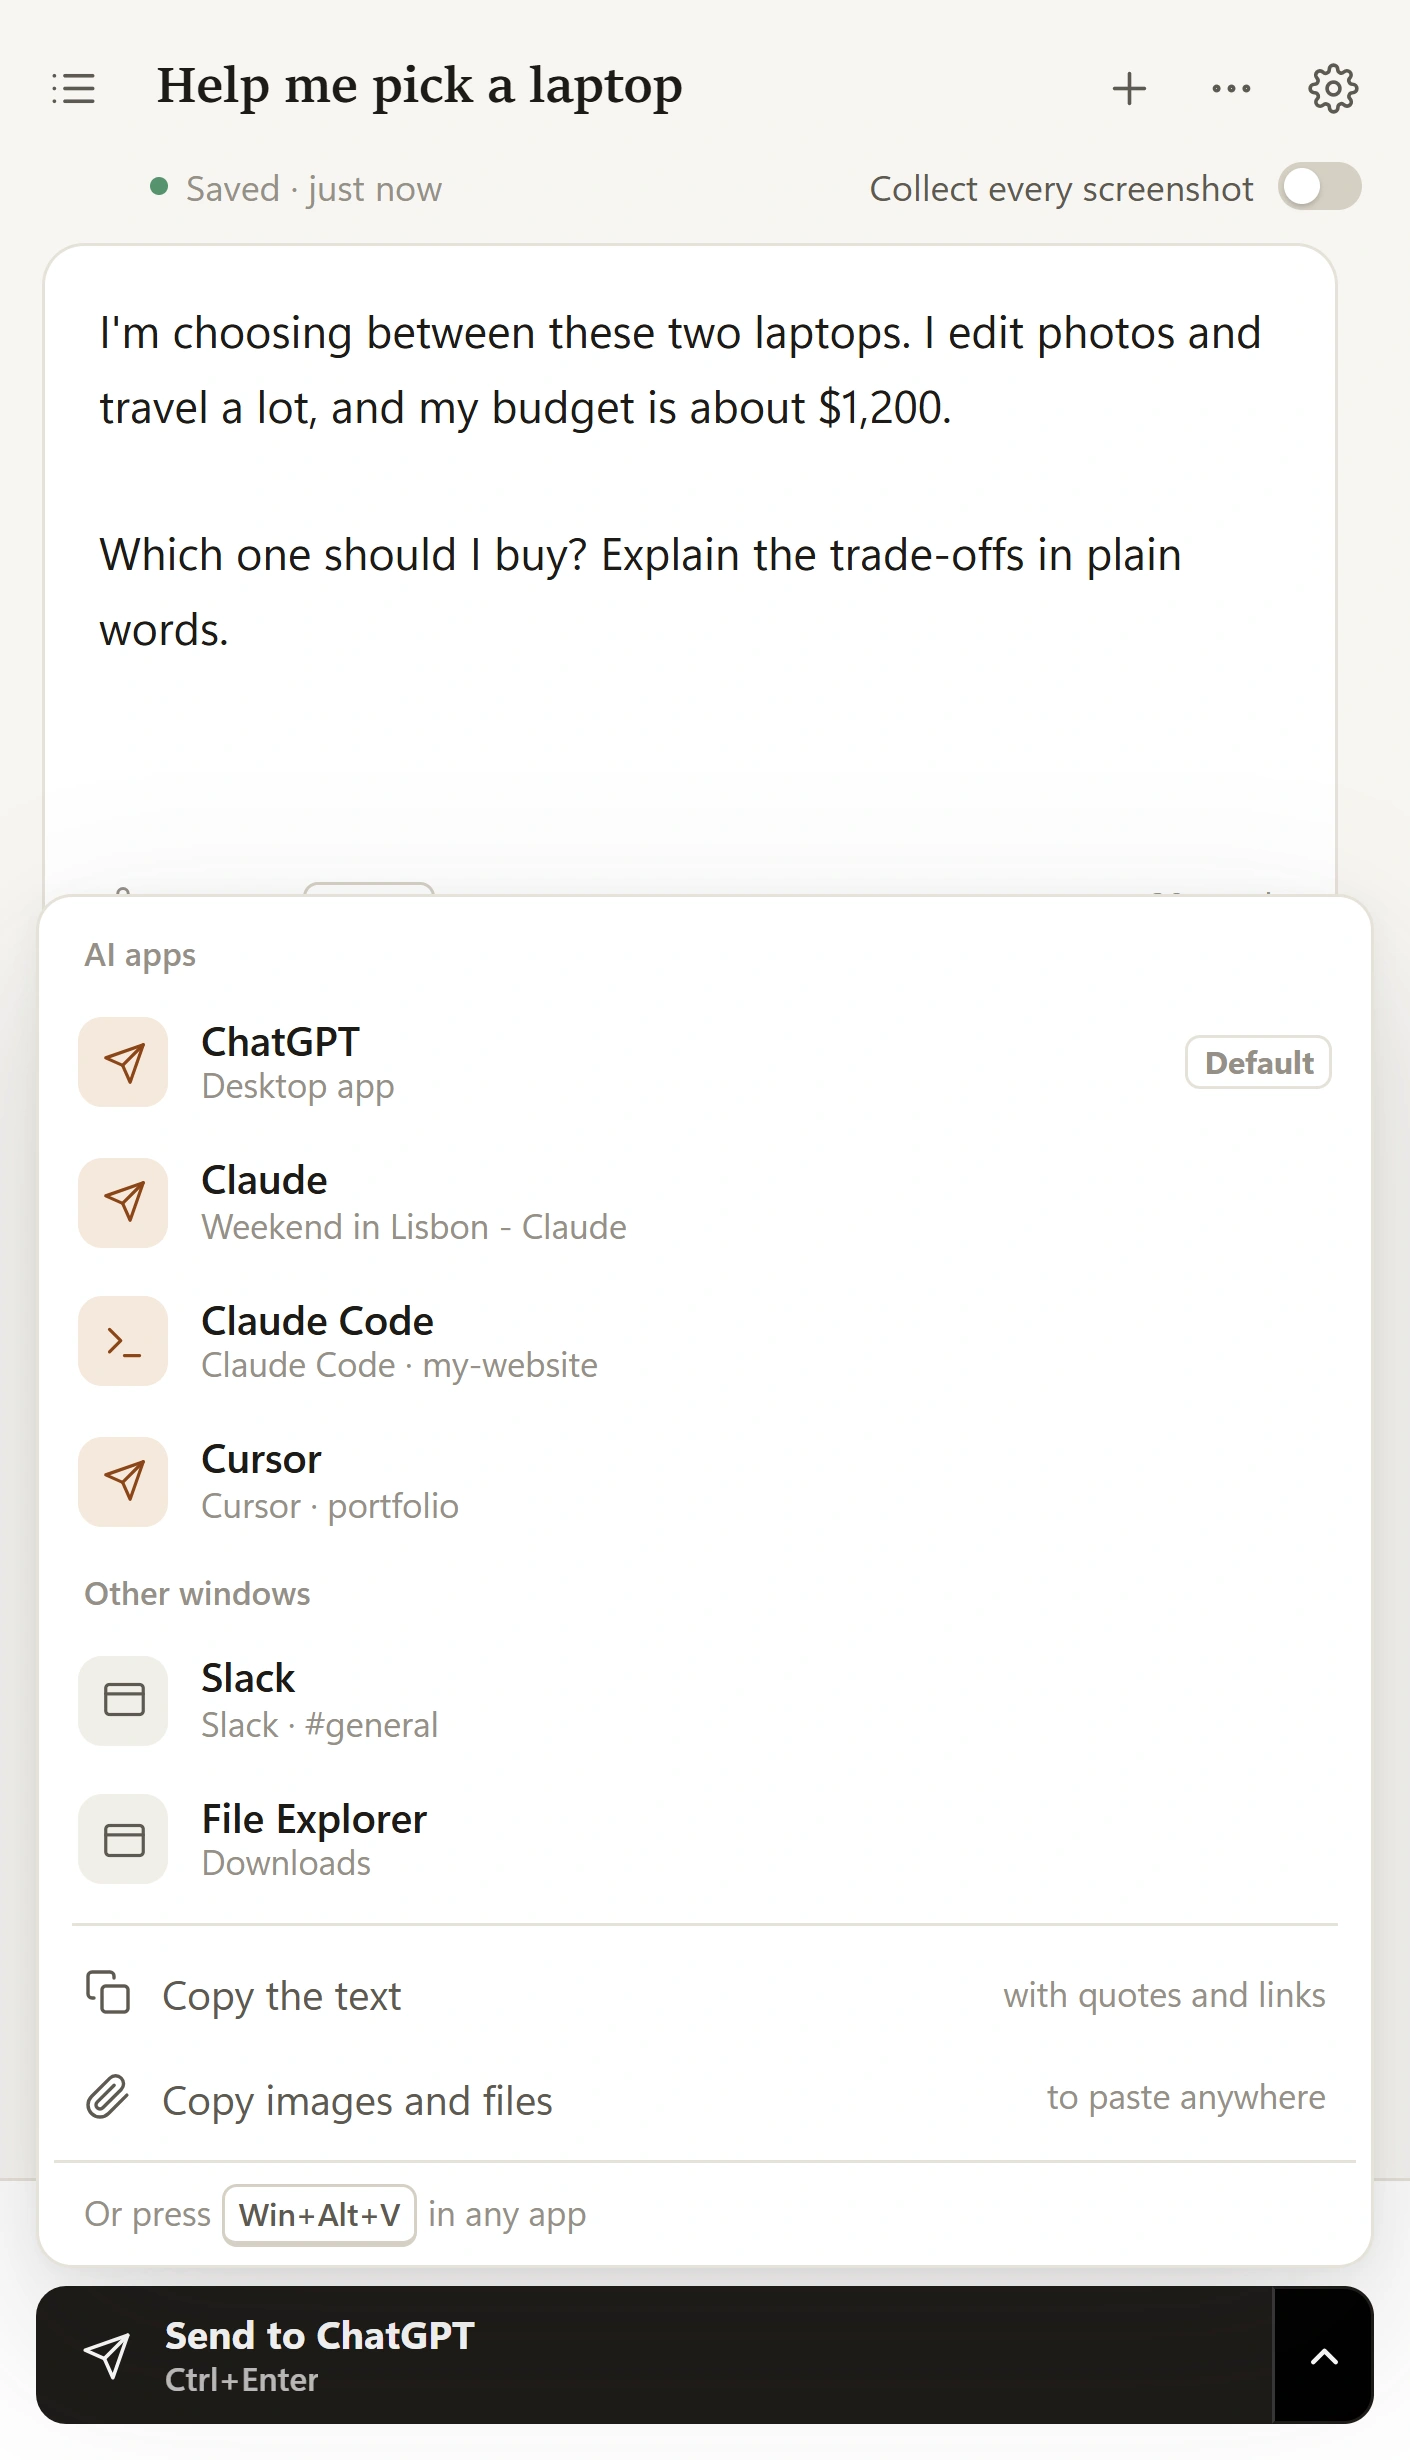 Help me pick a laptop
Saved · just now
Collect every screenshot
I'm choosing between these two laptops. I edit photos and
travel a lot, and my budget is about $1,200.
Which one should I buy? Explain the trade-offs in plain
words.
AI apps
ChatGPT
Desktop app
Default
Claude
Weekend in Lisbon - Claude
Claude Code
Claude Code · my-website
Cursor
Cursor · portfolio
Other windows
Slack
Slack · #general
File Explorer
Downloads
Copy the text
with quotes and links
Copy images and files
to paste anywhere
Or press Win+Alt+V in any app
Send to ChatGPT
Ctrl+Enter